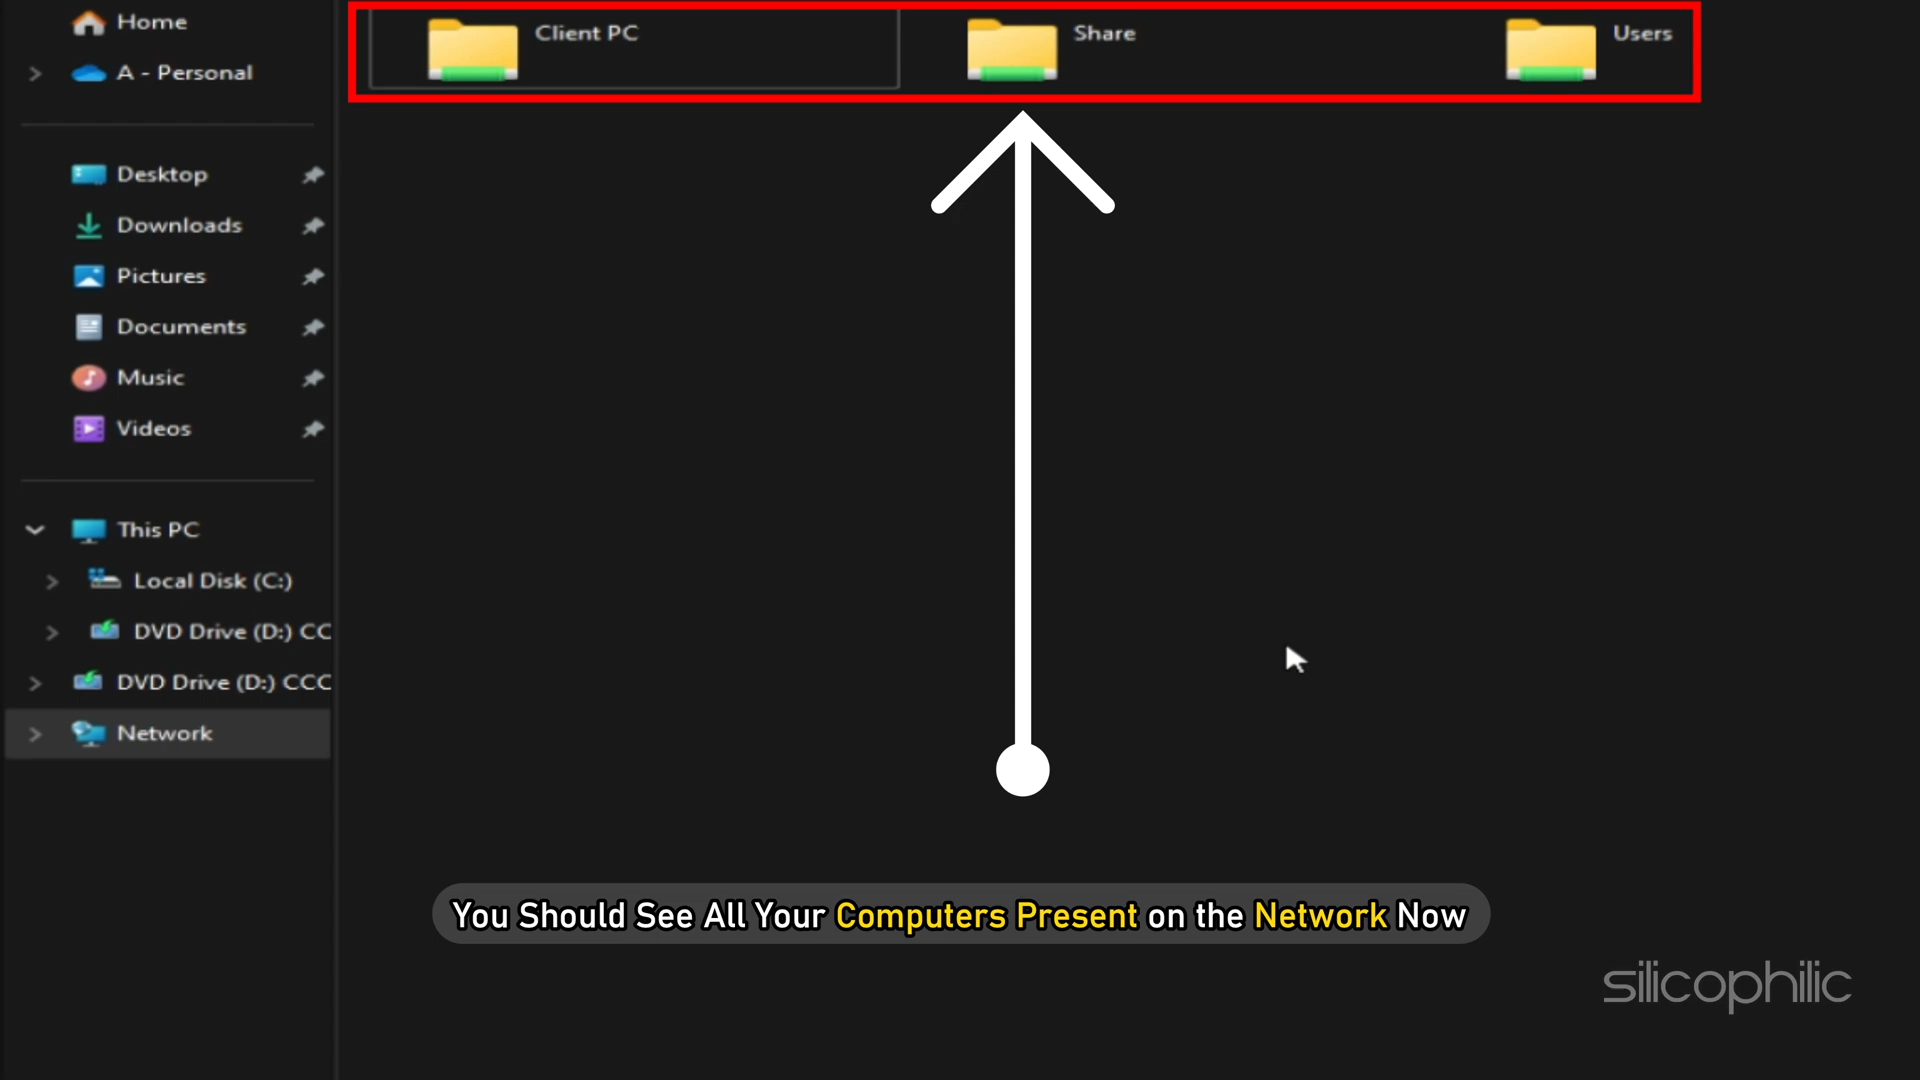 Home
A - Personal
Desktop
Downloads
Pictures
Documents
Music
Videos
This PC
Local Disk (C:)
DVD Drive (D:) CC
DVD Drive (D:) CCC
Network
Client PC
Share
Users
You Should See All Your Computers Present on the Network Now
silicophilic